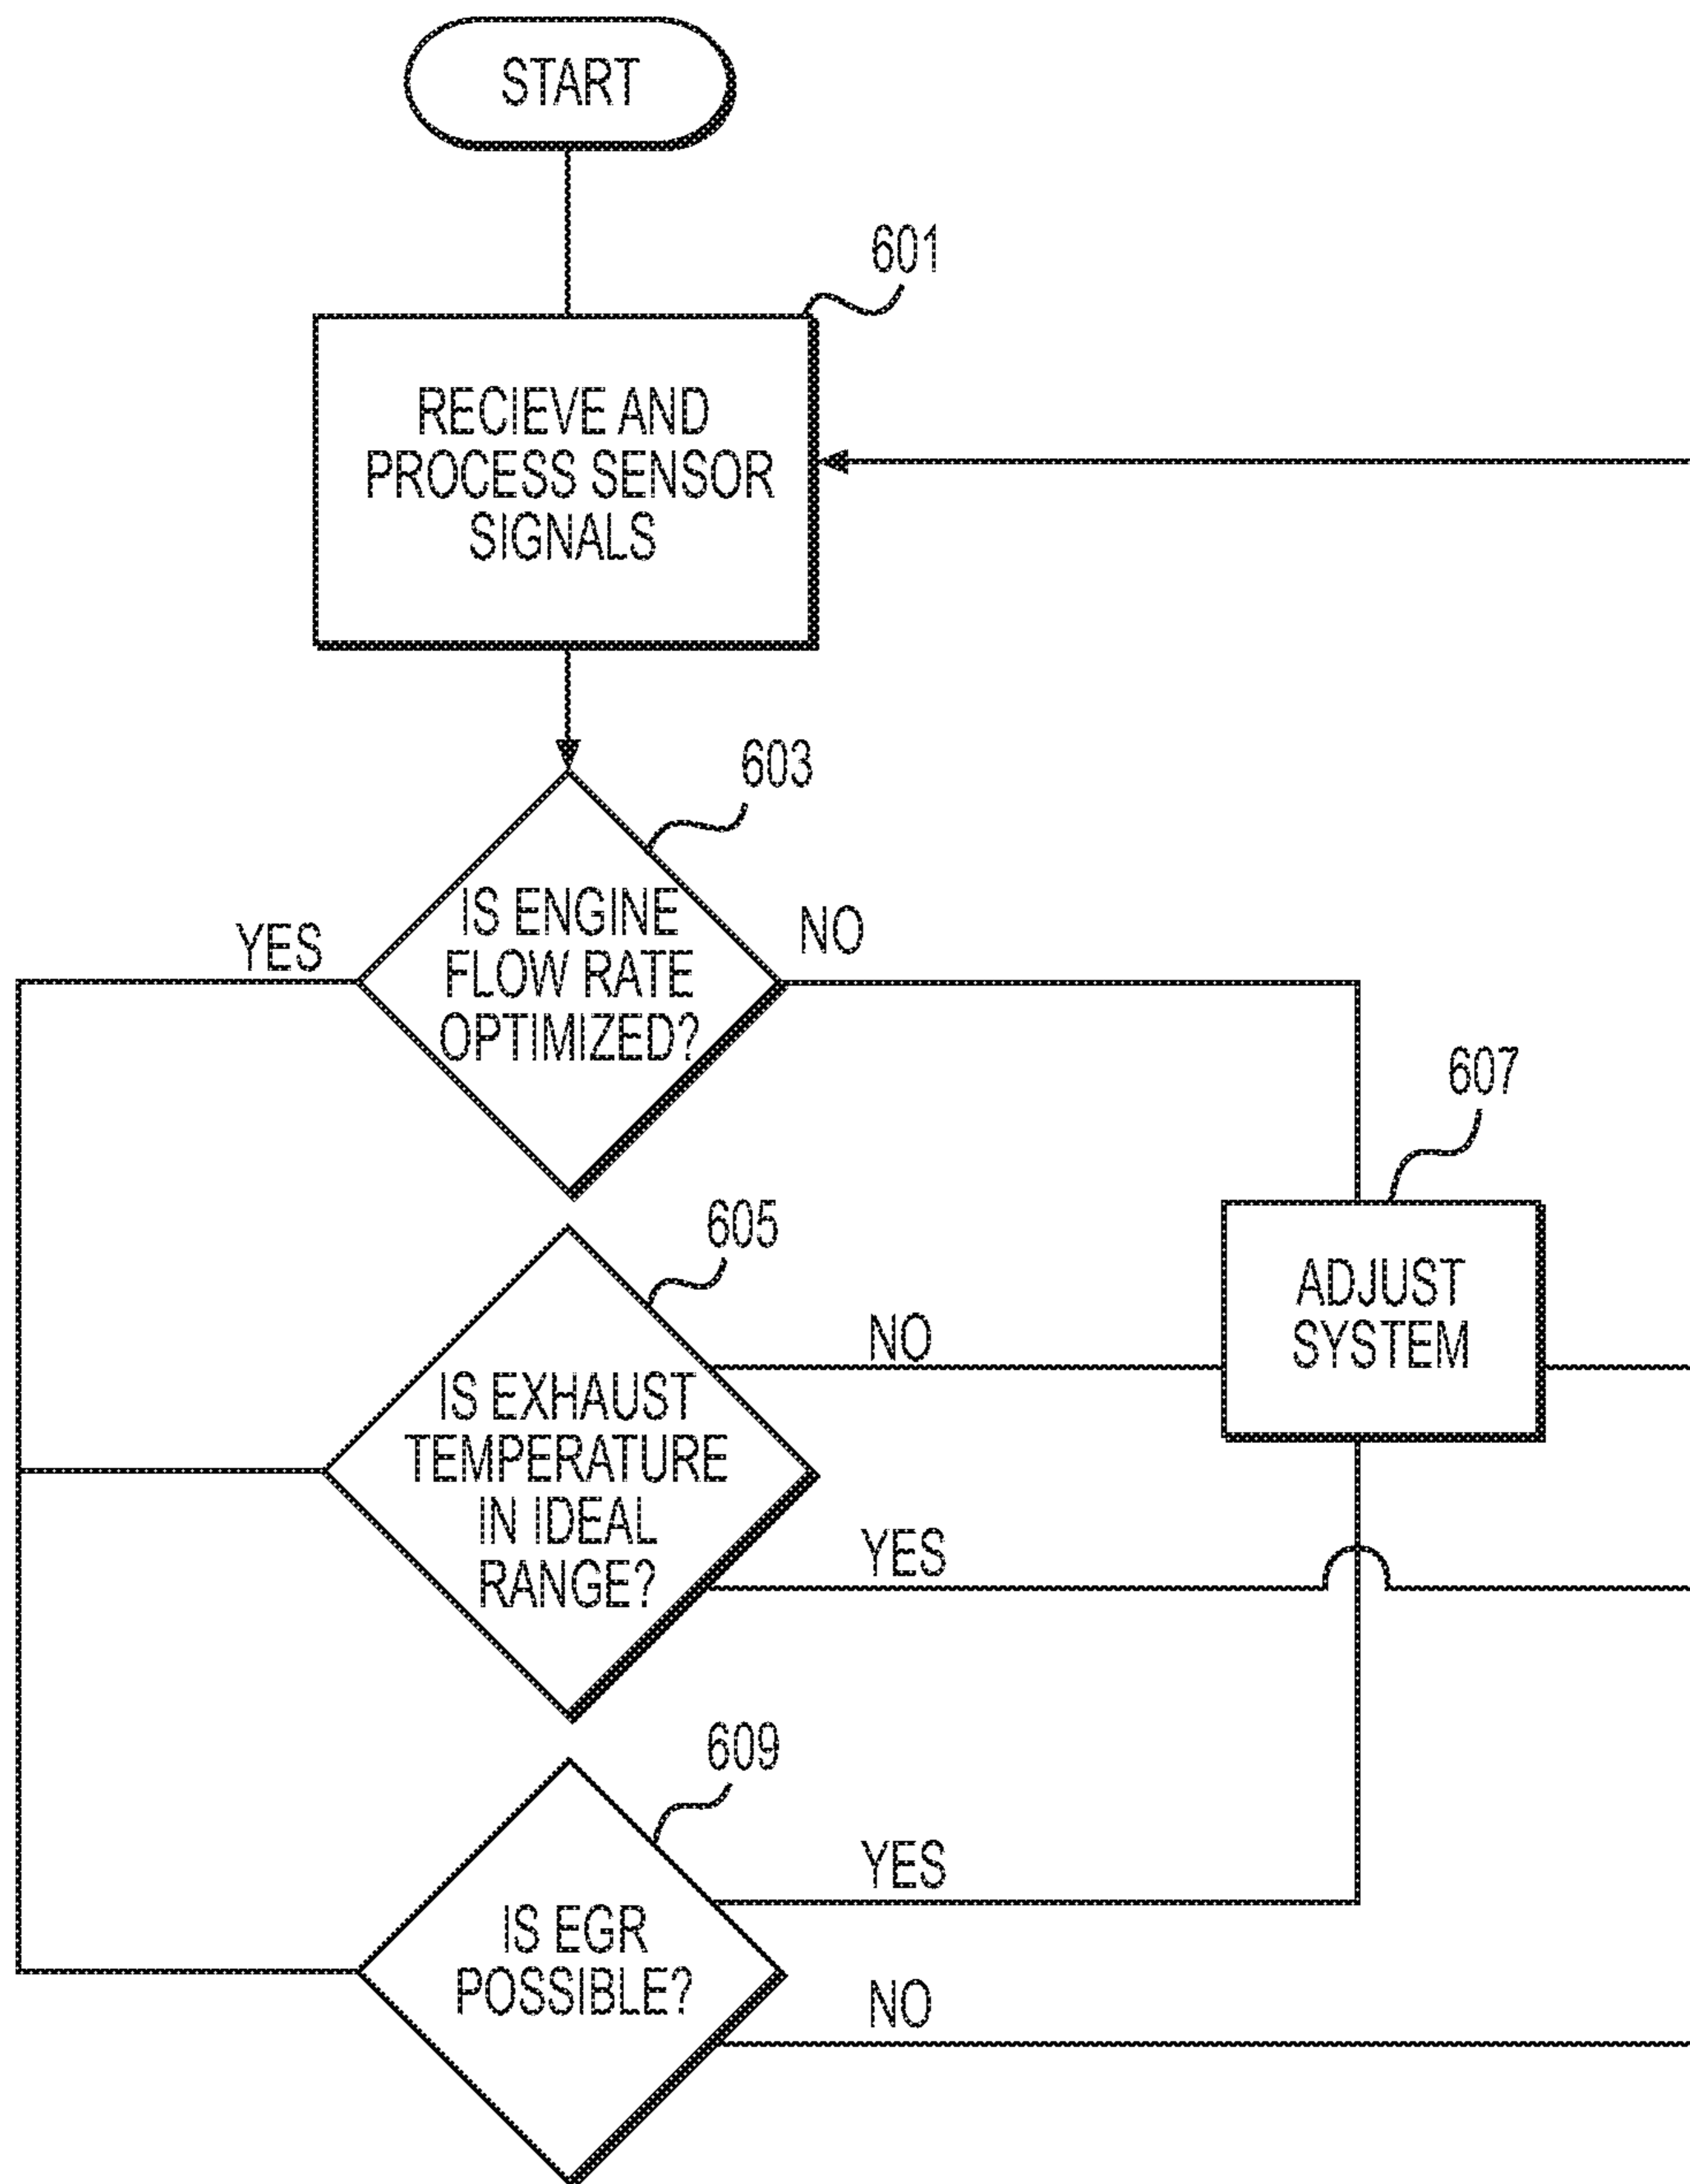 START
601
RECIEVE AND
PROCESS SENSOR
SIGNALS
603
IS ENGINE
FLOW RATE
OPTIMIZED?
YES
NO
607
ADJUST
SYSTEM
605
IS EXHAUST
TEMPERATURE
IN IDEAL
RANGE?
NO
YES
609
IS EGR
POSSIBLE?
YES
NO